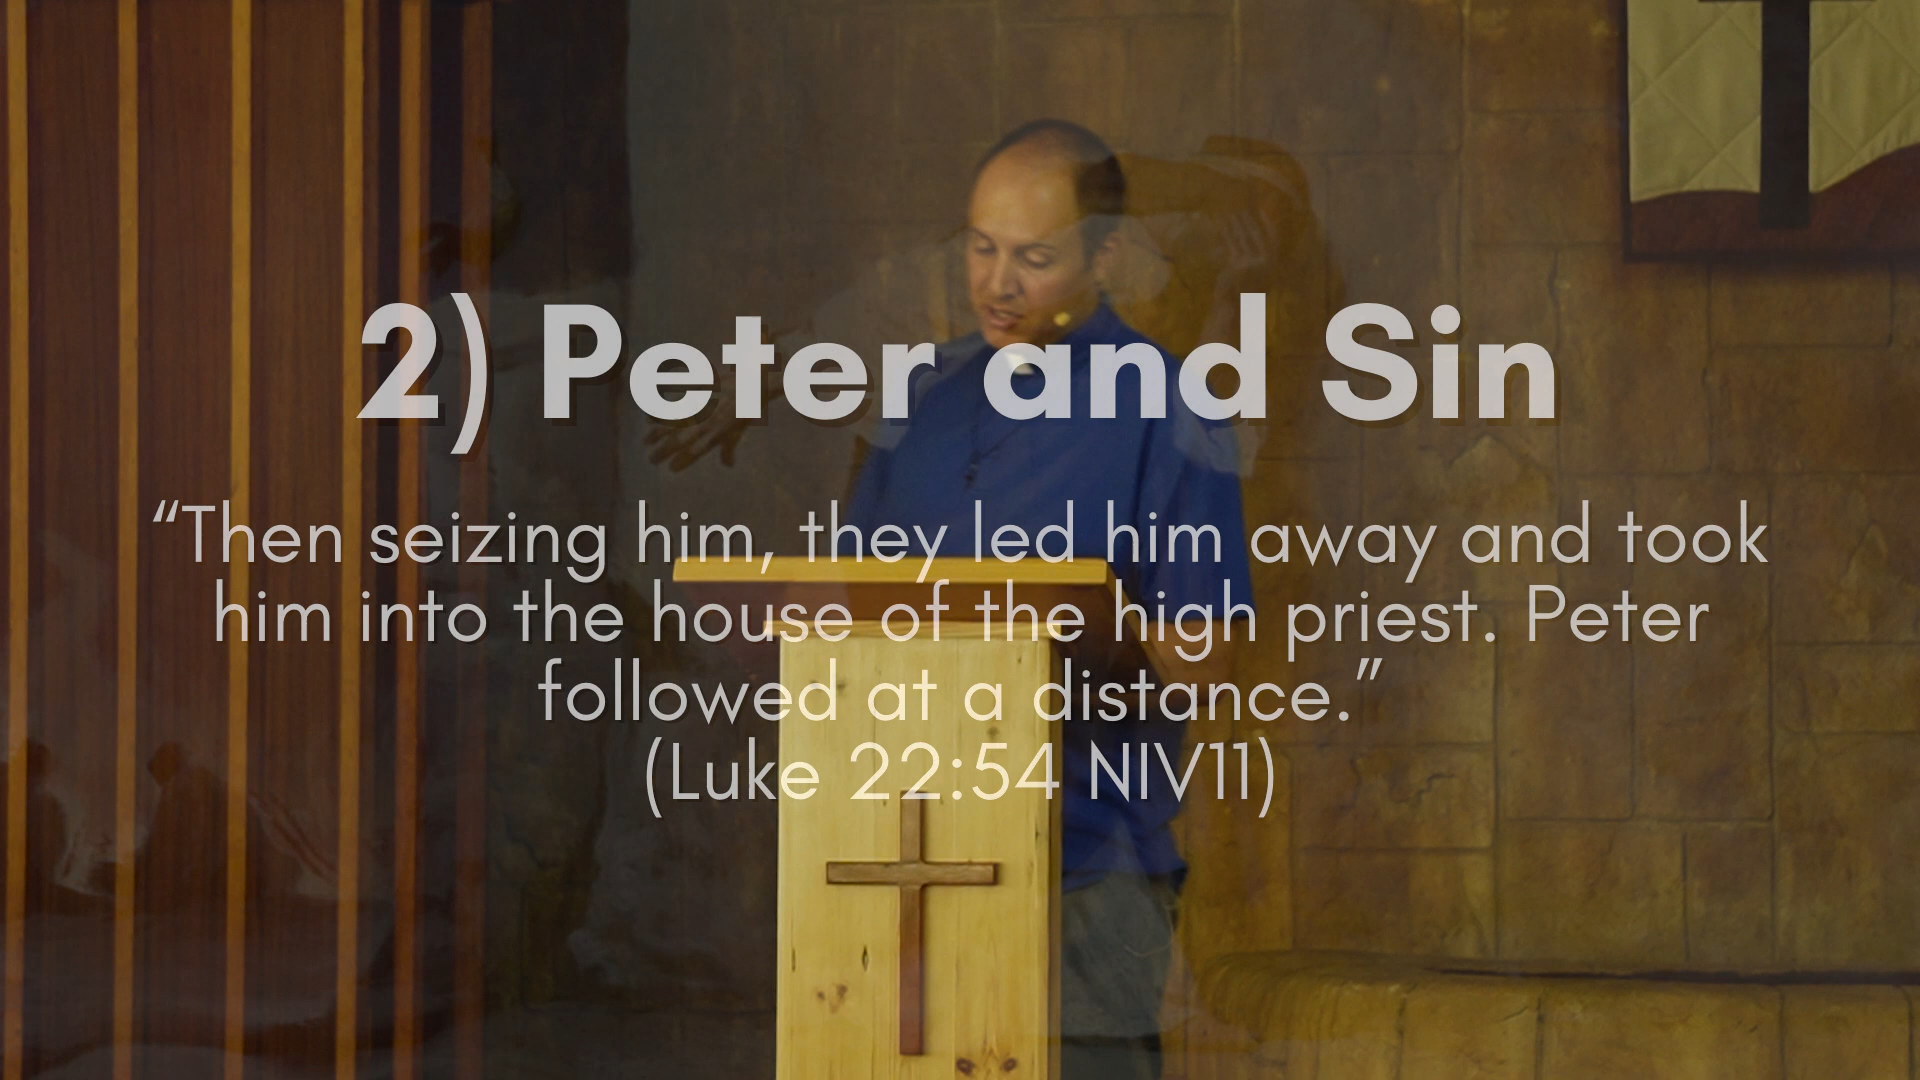 2) Peter and Sin
“Then seizing him, they led him away and took
him into the house of the high priest. Peter
followed at a distance.”
(Luke 22:54 NIV11)